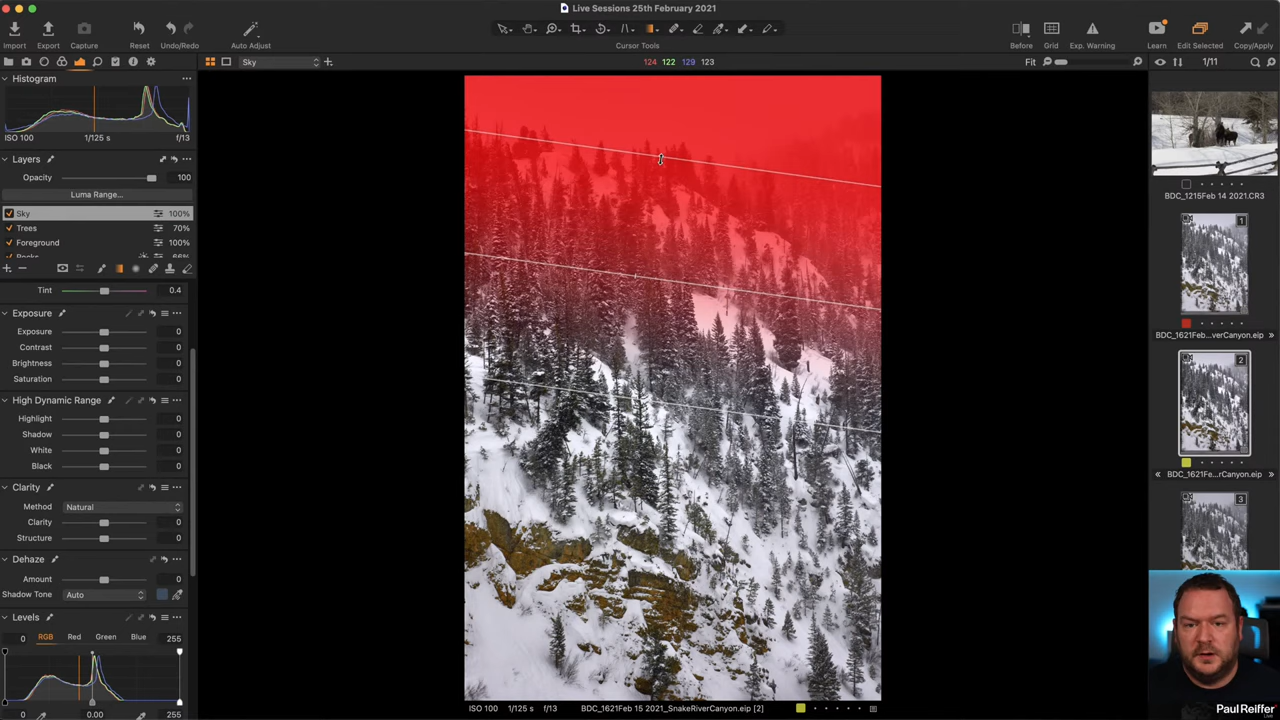 Live Sessions 25th February 2021
Import
Export
Capture
Reset
Undo/Redo
Auto Adjust
Cursor Tools
Before
Grid
Exp. Warning
Learn
Edit Selected
Copy/Apply
Sky
124 122 129 123
Fit
1/11
Histogram
ISO 100 1/125 s f/13
Layers
Opacity 100
Luma Range...
Sky 100%
Trees 70%
Foreground 100%
Tint 0.4
Exposure
Exposure 0
Contrast 0
Brightness 0
Saturation 0
High Dynamic Range
Highlight 0
Shadow 0
White 0
Black 0
Clarity
Method Natural
Clarity 0
Structure 0
Dehaze
Amount 0
Shadow Tone Auto
Levels
0 RGB Red Green Blue 255
0 0.00 255
ISO 100 1/125 s f/13 BDC_1621Feb 15 2021_SnakeRiverCanyon.eip [2]
BDC_1215Feb 14 2021.CR3
1
BDC_1621Feb...verCanyon.eip
2
BDC_1621Fe...rCanyon.eip
3
Paul Reiffer
Live